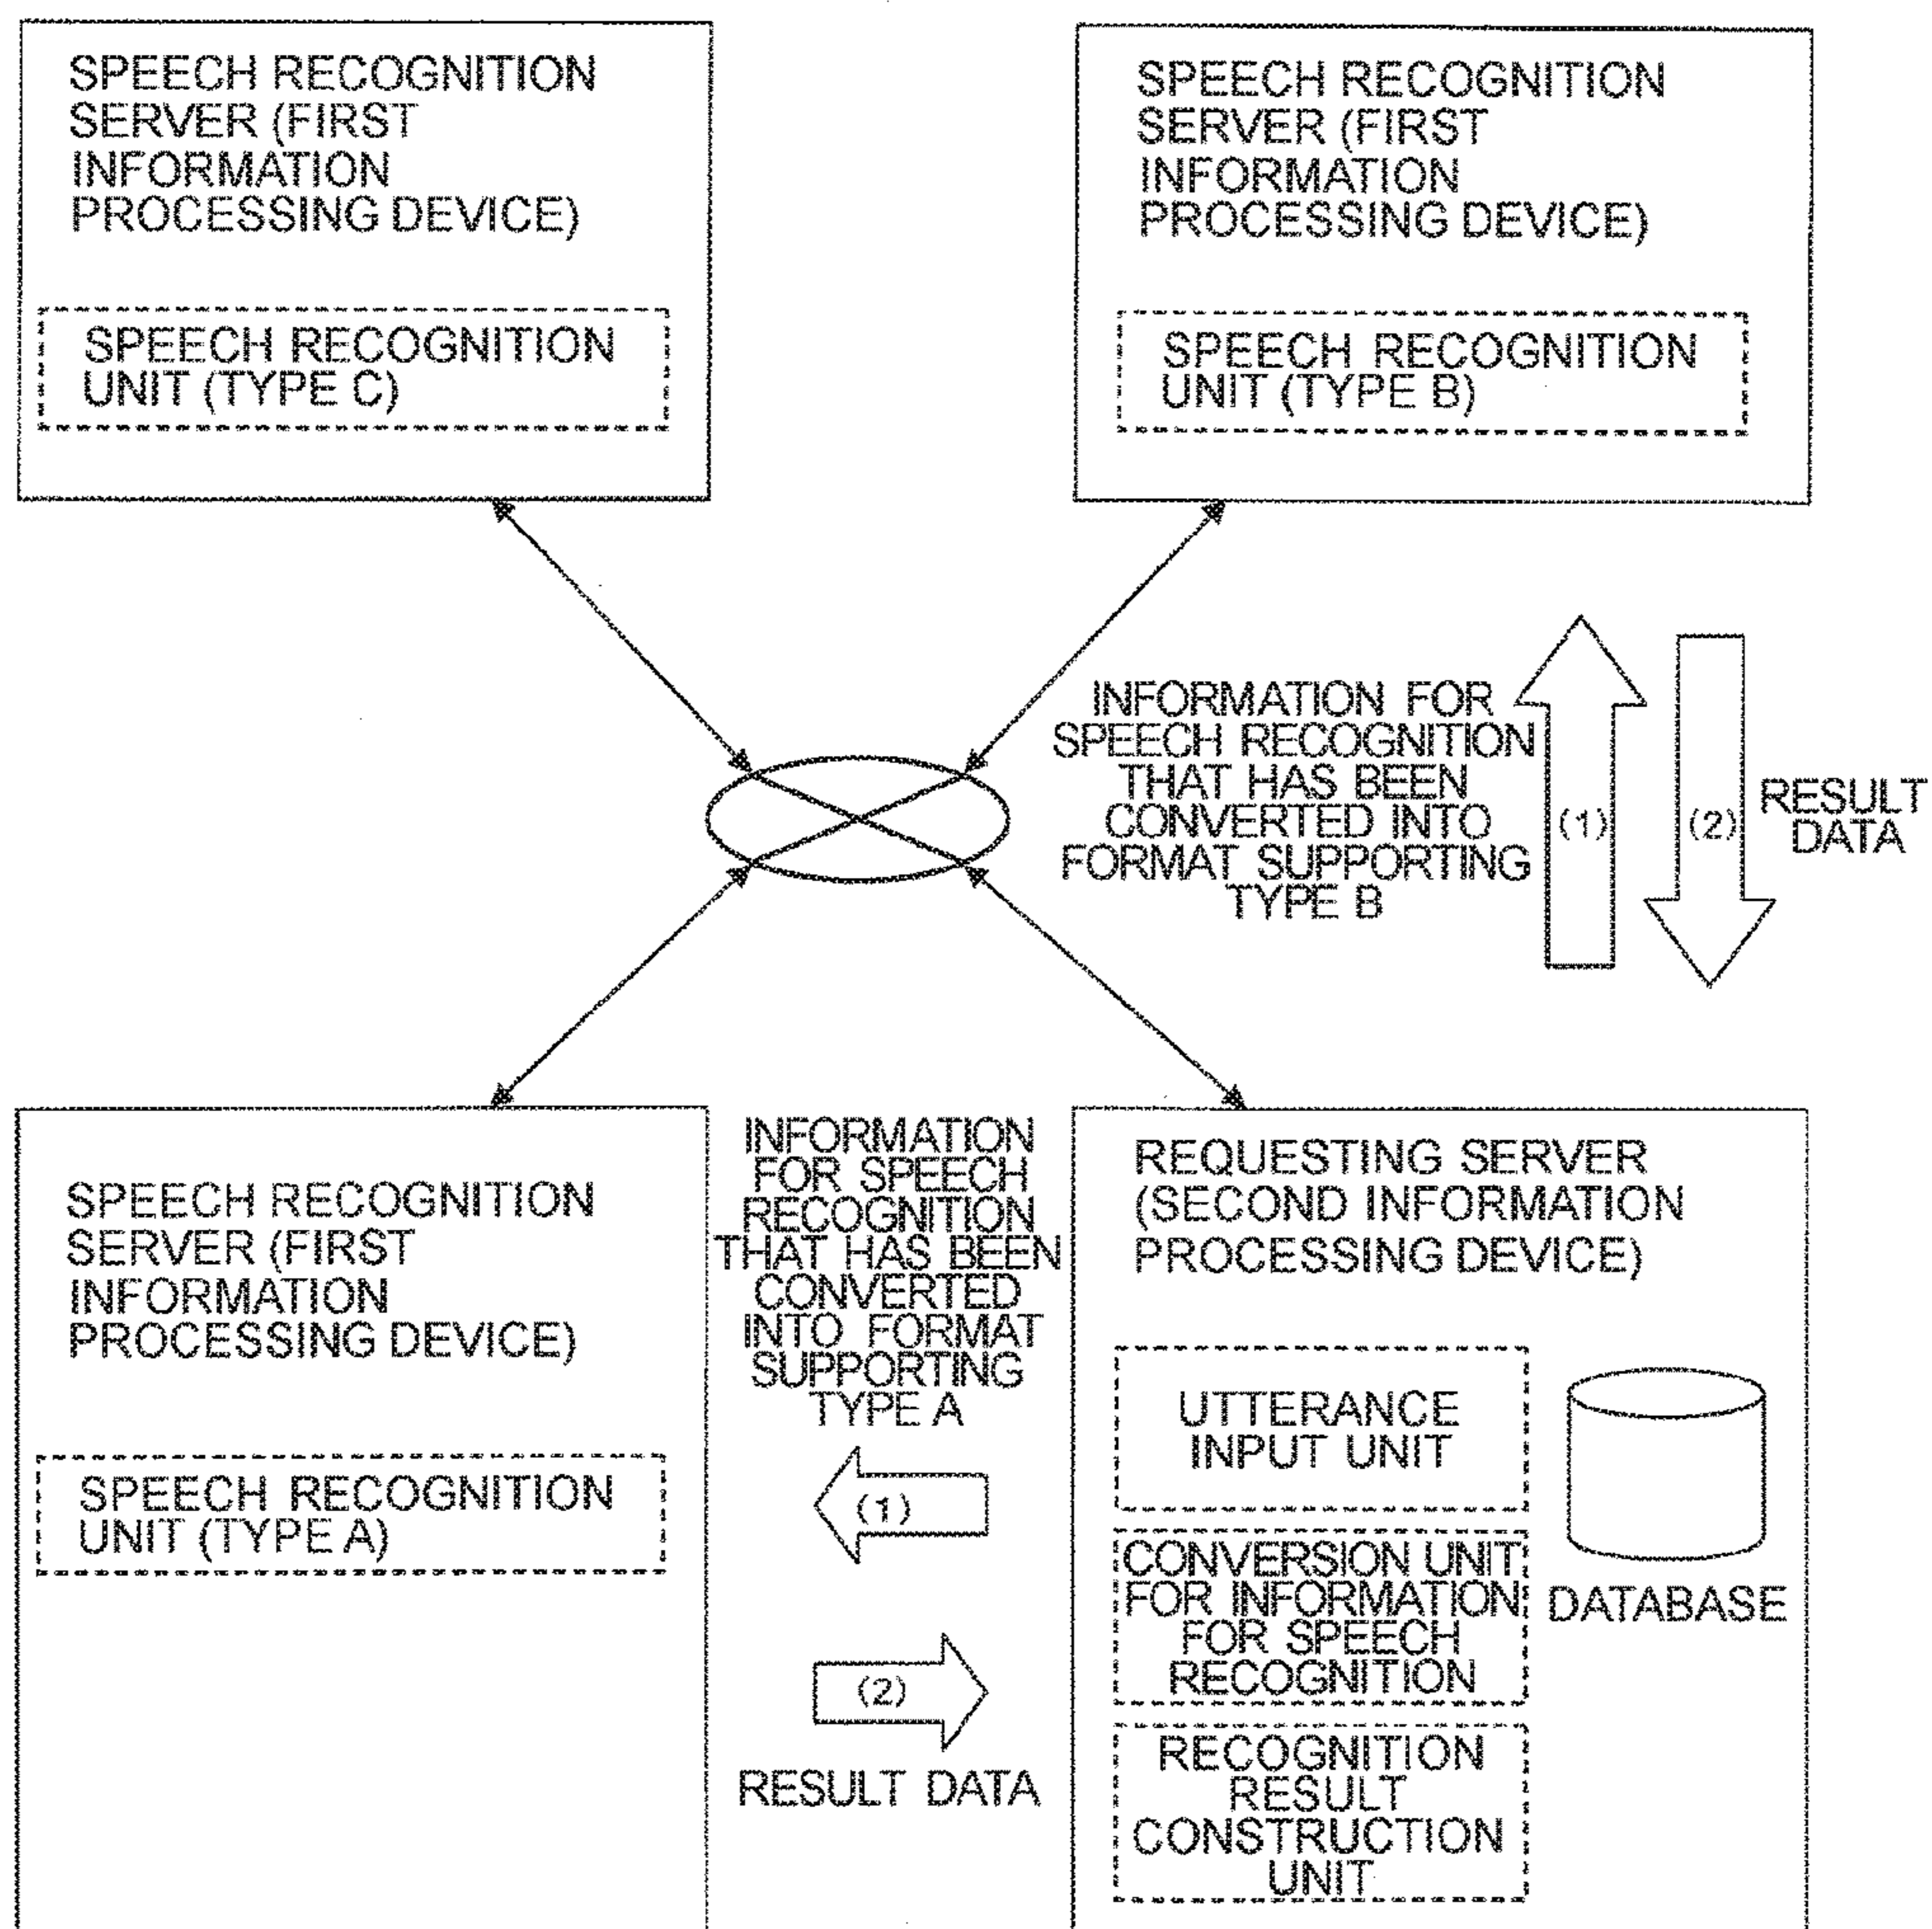 SPEECH RECOGNITION
SERVER (FIRST
INFORMATION
PROCESSING DEVICE)
SPEECH RECOGNITION
UNIT (TYPE C)
SPEECH RECOGNITION
SERVER (FIRST
INFORMATION
PROCESSING DEVICE)
SPEECH RECOGNITION
UNIT (TYPE B)
INFORMATION FOR
SPEECH RECOGNITION
THAT HAS BEEN
CONVERTED INTO
FORMAT SUPPORTING
TYPE B
(1)
(2)
RESULT
DATA
SPEECH RECOGNITION
SERVER (FIRST
INFORMATION
PROCESSING DEVICE)
SPEECH RECOGNITION
UNIT (TYPE A)
INFORMATION
FOR SPEECH
RECOGNITION
THAT HAS BEEN
CONVERTED
INTO FORMAT
SUPPORTING
TYPE A
(1)
(2)
RESULT DATA
REQUESTING SERVER
(SECOND INFORMATION
PROCESSING DEVICE)
UTTERANCE
INPUT UNIT
CONVERSION UNIT
FOR INFORMATION
FOR SPEECH
RECOGNITION
RECOGNITION
RESULT
CONSTRUCTION
UNIT
DATABASE